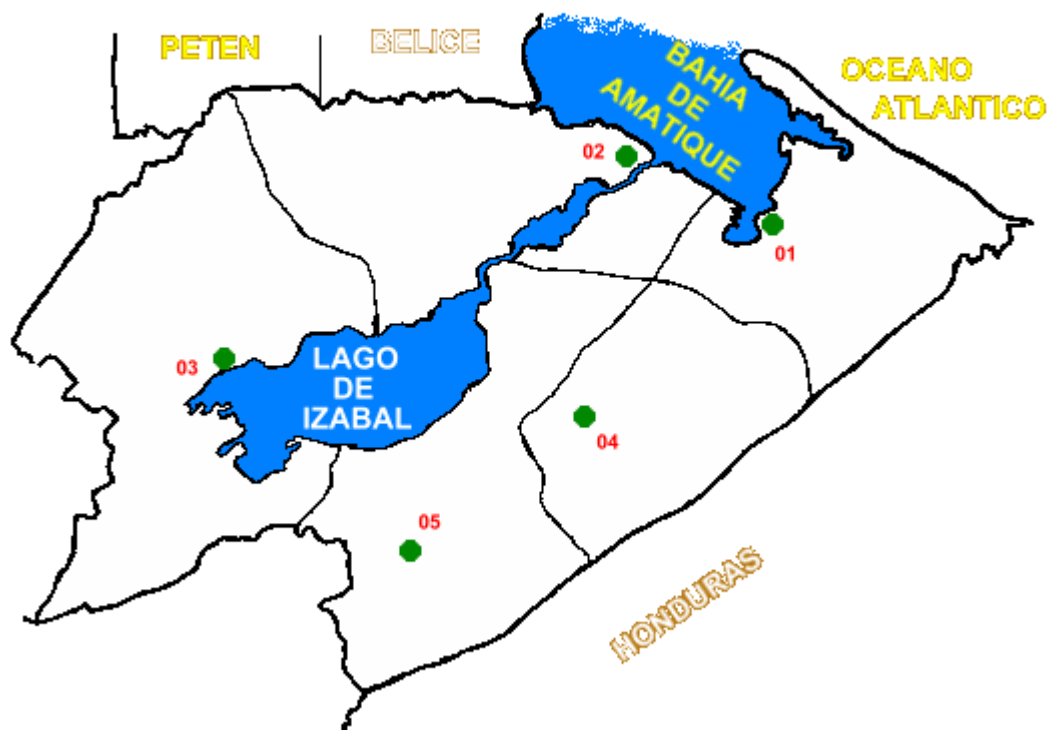 PETEN
BELICE
BAHIA
DE
AMATIQUE
OCEANO
ATLANTICO
02
01
03
LAGO
DE
IZABAL
04
05
HONDURAS